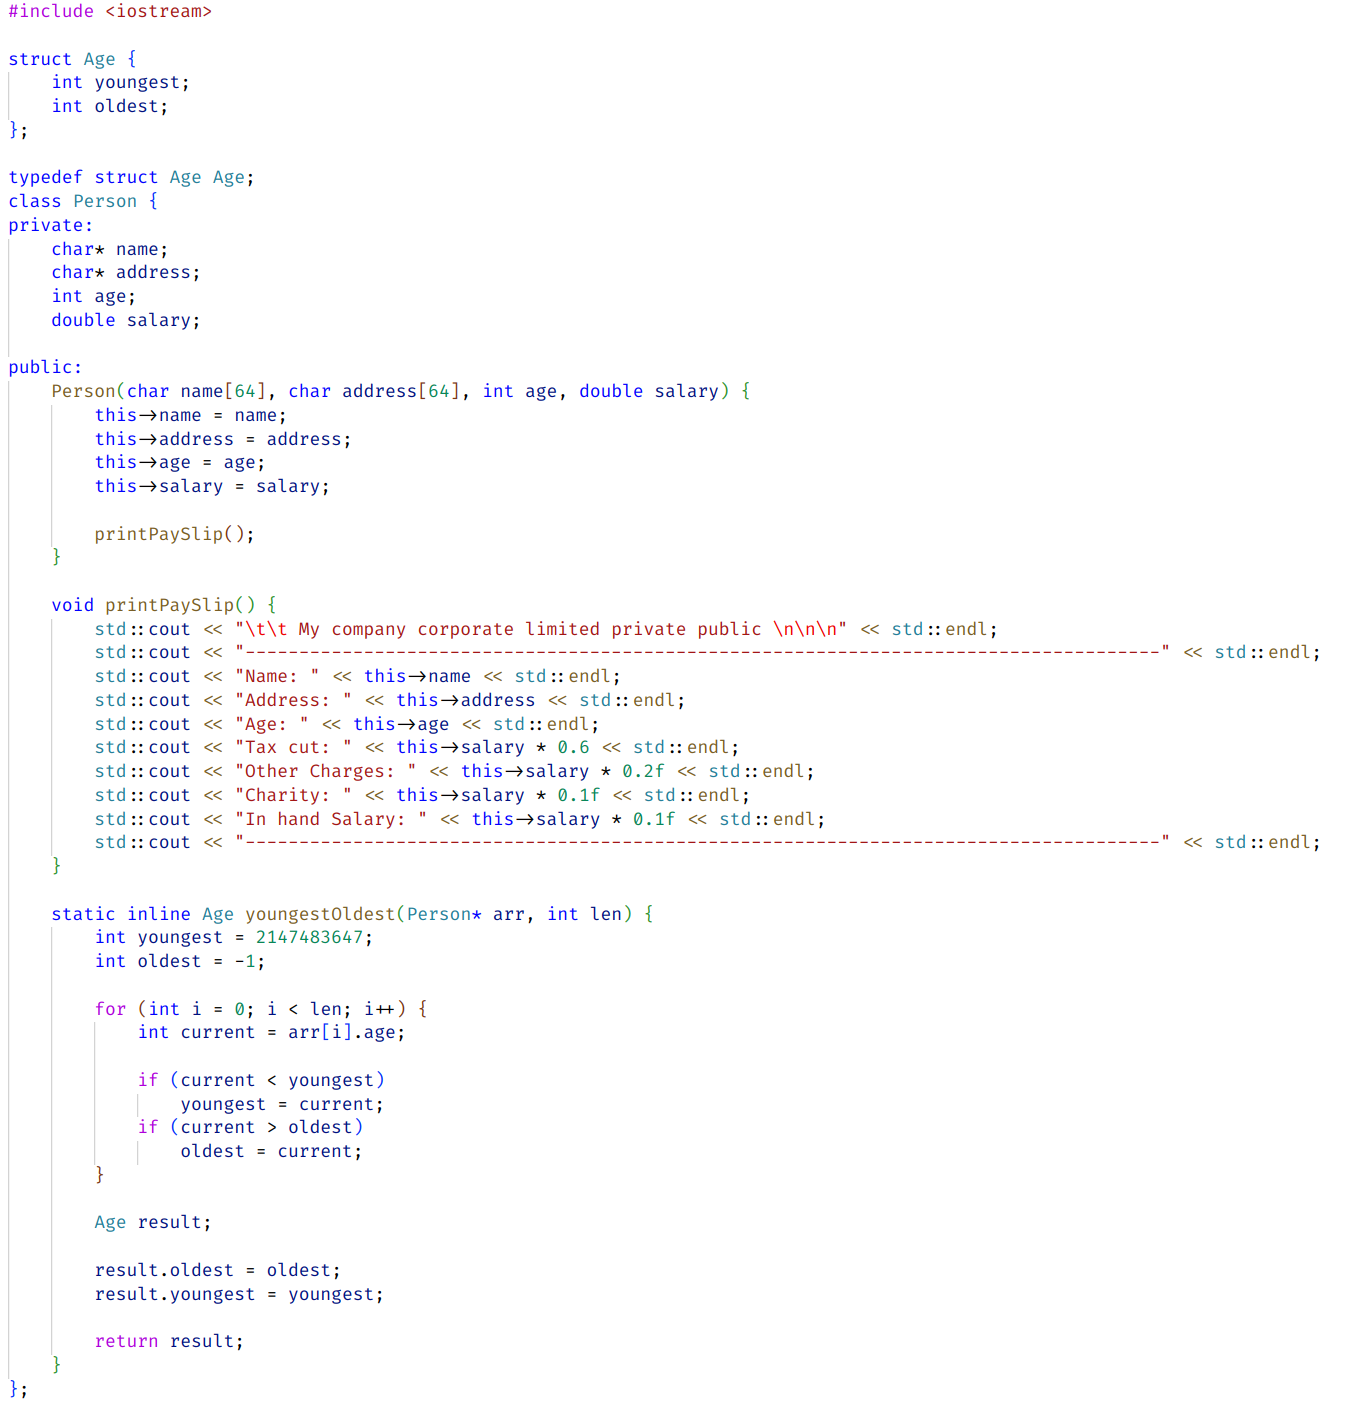 #include <iostream>
struct Age {
    int youngest;
    int oldest;
};
typedef struct Age Age;
class Person {
private:
    char* name;
    char* address;
    int age;
    double salary;
public:
    Person(char name[64], char address[64], int age, double salary) {
        this->name = name;
        this->address = address;
        this->age = age;
        this->salary = salary;
        printPaySlip();
    }
    void printPaySlip() {
        std::cout << "\t\t My company corporate limited private public \n\n\n" << std::endl;
        std::cout << "-------------------------------------------------------------------------------------" << std::endl;
        std::cout << "Name: " << this->name << std::endl;
        std::cout << "Address: " << this->address << std::endl;
        std::cout << "Age: " << this->age << std::endl;
        std::cout << "Tax cut: " << this->salary * 0.6 << std::endl;
        std::cout << "Other Charges: " << this->salary * 0.2f << std::endl;
        std::cout << "Charity: " << this->salary * 0.1f << std::endl;
        std::cout << "In hand Salary: " << this->salary * 0.1f << std::endl;
        std::cout << "-------------------------------------------------------------------------------------" << std::endl;
    }
    static inline Age youngestOldest(Person* arr, int len) {
        int youngest = 2147483647;
        int oldest = -1;
        for (int i = 0; i < len; i++) {
            int current = arr[i].age;
            if (current < youngest)
                youngest = current;
            if (current > oldest)
                oldest = current;
        }
        Age result;
        result.oldest = oldest;
        result.youngest = youngest;
        return result;
    }
};